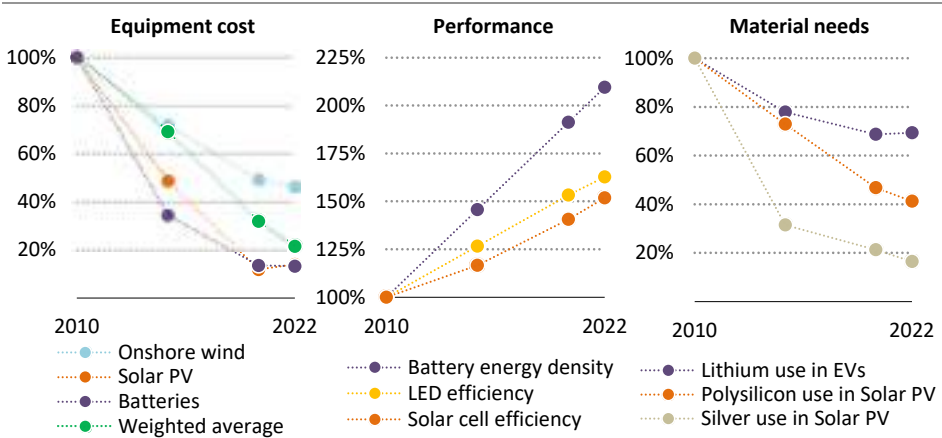 Equipment cost
100%
80%
60%
40%
20%
2010 2022
Onshore wind
Solar PV
Batteries
Weighted average
Performance
225%
200%
175%
150%
125%
100%
2010 2022
Battery energy density
LED efficiency
Solar cell efficiency
Material needs
100%
80%
60%
40%
20%
2010 2022
Lithium use in EVs
Polysilicon use in Solar PV
Silver use in Solar PV